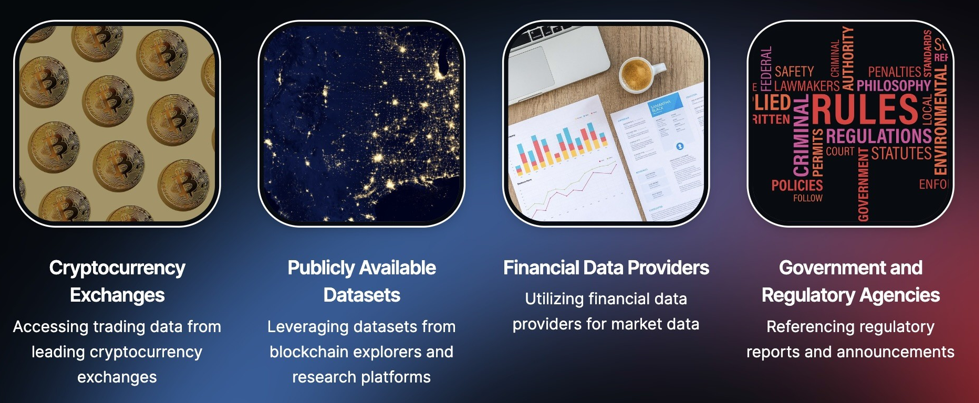 FEDERAL
SAFETY
LAWMAKERS
CRIMINAL
AUTHORITY
PENALTIES
PHILOSOPHY
STANDARDS
RULES
LOCAL
ENVIRONMENTAL
CRIMINAL
PERMITS
REGULATIONS
COURT
STATUTES
GOVERNMENT
POLICIES
FOLLOW
Cryptocurrency
Exchanges
Accessing trading data from
leading cryptocurrency
exchanges
Publicly Available
Datasets
Leveraging datasets from
blockchain explorers and
research platforms
Financial Data Providers
Utilizing financial data
providers for market data
Government and
Regulatory Agencies
Referencing regulatory
reports and announcements